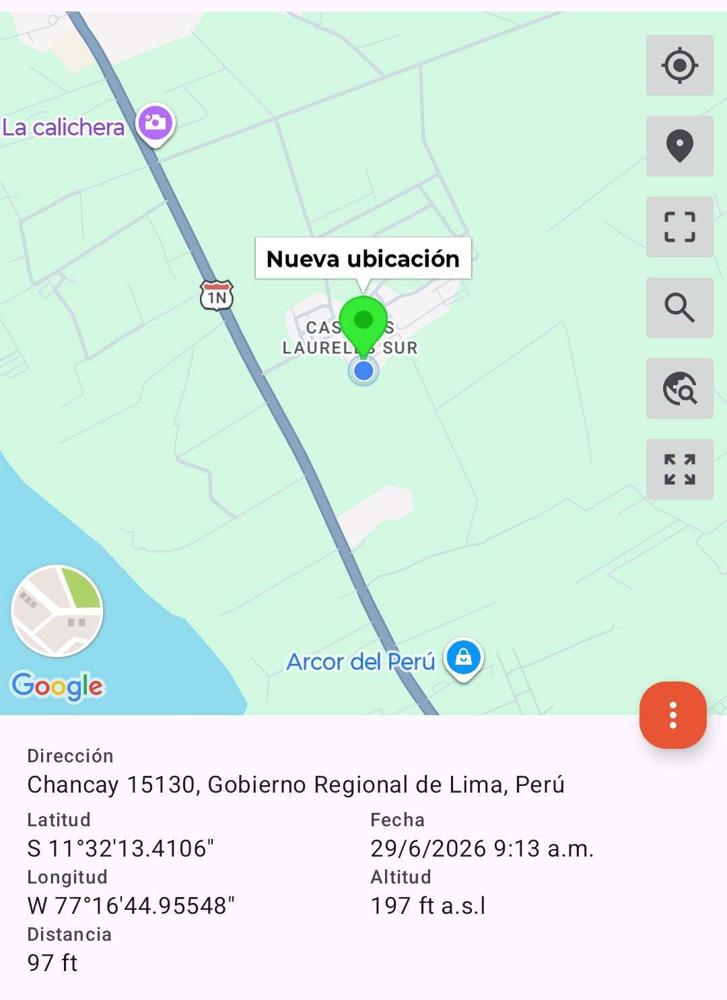 La calichera
Nueva ubicación
1N
LAURELES SUR
Arcor del Perú
Google
Dirección
Chancay 15130, Gobierno Regional de Lima, Perú
Latitud
S 11°32'13.4106"
Fecha
29/6/2026 9:13 a.m.
Longitud
W 77°16'44.95548"
Altitud
197 ft a.s.l
Distancia
97 ft